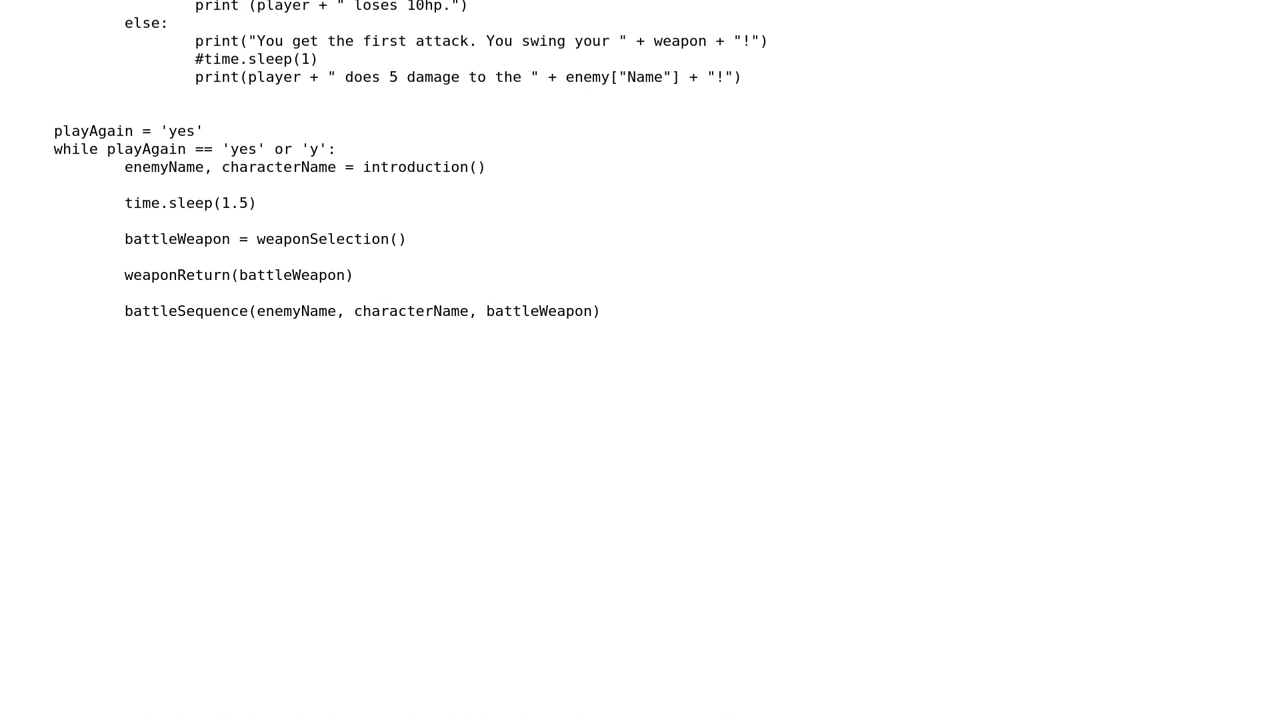 print (player + " loses 10hp.")
else:
print("You get the first attack. You swing your " + weapon + "!")
#time.sleep(1)
print(player + " does 5 damage to the " + enemy["Name"] + "!")
playAgain = 'yes'
while playAgain == 'yes' or 'y':
enemyName, characterName = introduction()
time.sleep(1.5)
battleWeapon = weaponSelection()
weaponReturn(battleWeapon)
battleSequence(enemyName, characterName, battleWeapon)